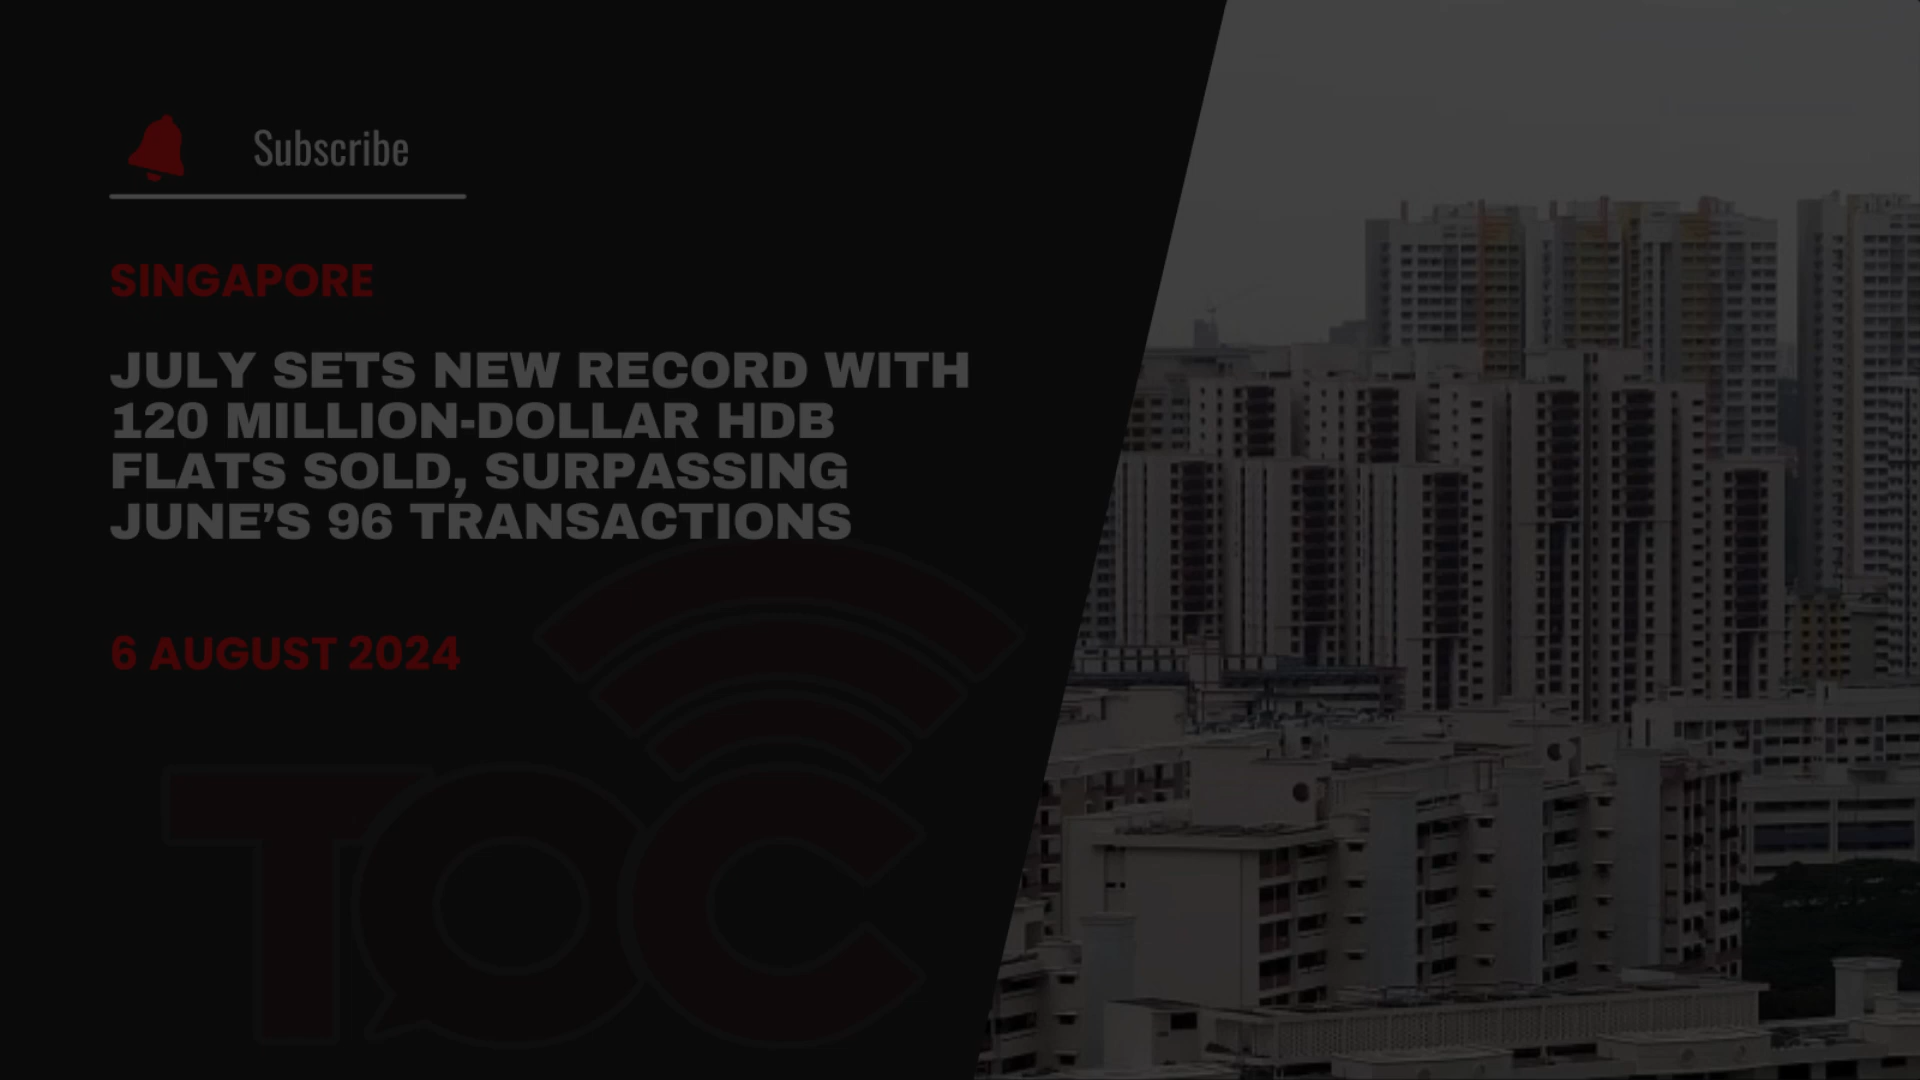 Subscribe
SINGAPORE
JULY SETS NEW RECORD WITH
120 MILLION-DOLLAR HDB
FLATS SOLD, SURPASSING
JUNE’S 96 TRANSACTIONS
6 AUGUST 2024
TOC